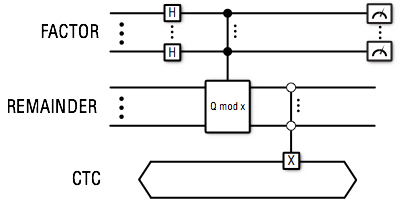 FACTOR
H
H
REMAINDER
Q mod x
X
CTC